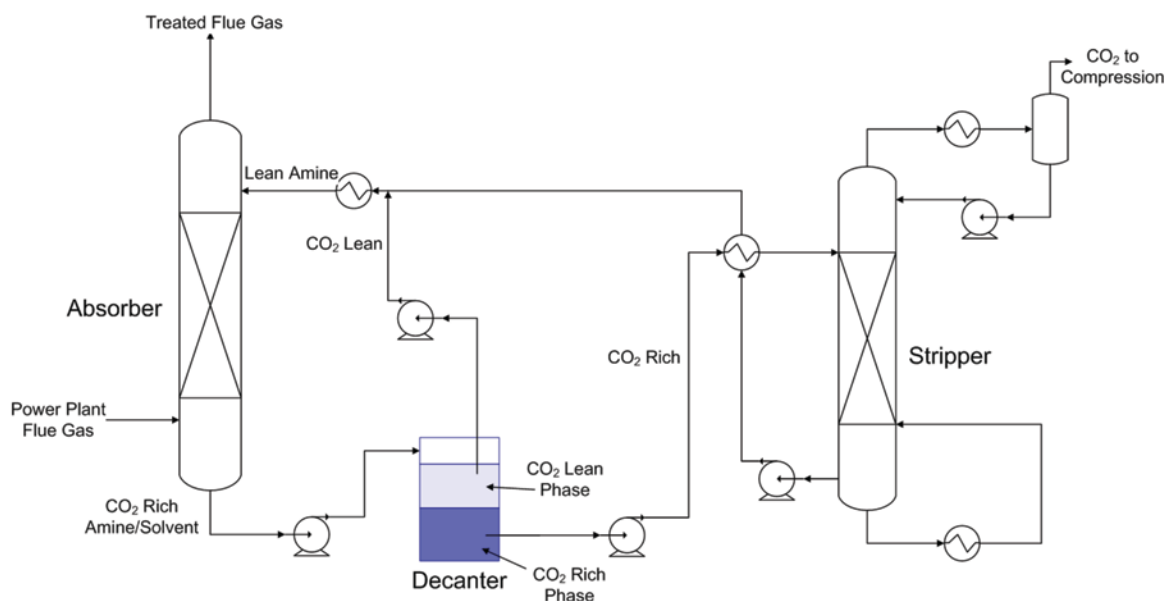 Treated Flue Gas
CO₂ to
Compression
Lean Amine
CO₂ Lean
Absorber
CO₂ Rich
Stripper
Power Plant
Flue Gas
CO₂ Lean
Phase
CO₂ Rich
Amine/Solvent
Decanter
CO₂ Rich
Phase